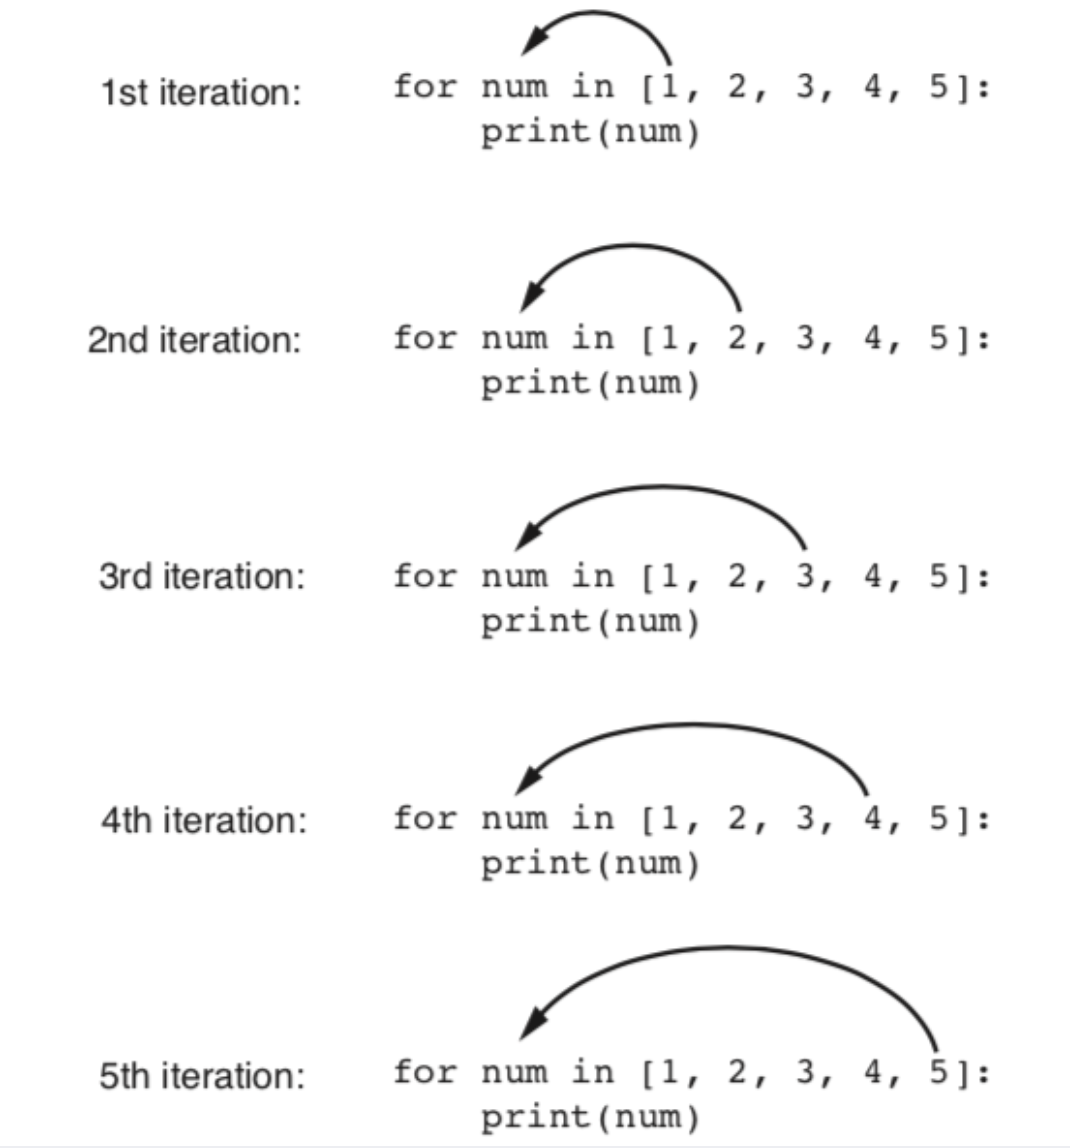 1st iteration: for num in [1, 2, 3, 4, 5]:
print(num)
2nd iteration: for num in [1, 2, 3, 4, 5]:
print(num)
3rd iteration: for num in [1, 2, 3, 4, 5]:
print(num)
4th iteration: for num in [1, 2, 3, 4, 5]:
print(num)
5th iteration: for num in [1, 2, 3, 4, 5]:
print(num)